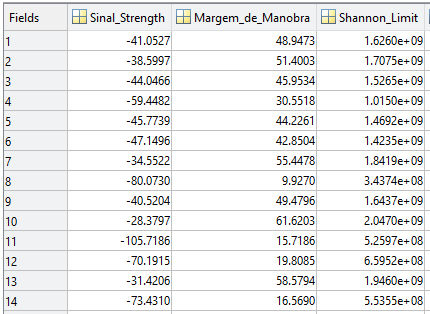 Fields Sinal_Strength Margem_de_Manobra Shannon_Limit
1 -41.0527 48.9473 1.6260e+09
2 -38.5997 51.4003 1.7075e+09
3 -44.0466 45.9534 1.5265e+09
4 -59.4482 30.5518 1.0150e+09
5 -45.7739 44.2261 1.4692e+09
6 -47.1496 42.8504 1.4235e+09
7 -34.5522 55.4478 1.8419e+09
8 -80.0730 9.9270 3.4374e+08
9 -40.5204 49.4796 1.6437e+09
10 -28.3797 61.6203 2.0470e+09
11 -105.7186 15.7186 5.2597e+08
12 -70.1915 19.8085 6.5952e+08
13 -31.4206 58.5794 1.9460e+09
14 -73.4310 16.5690 5.5355e+08